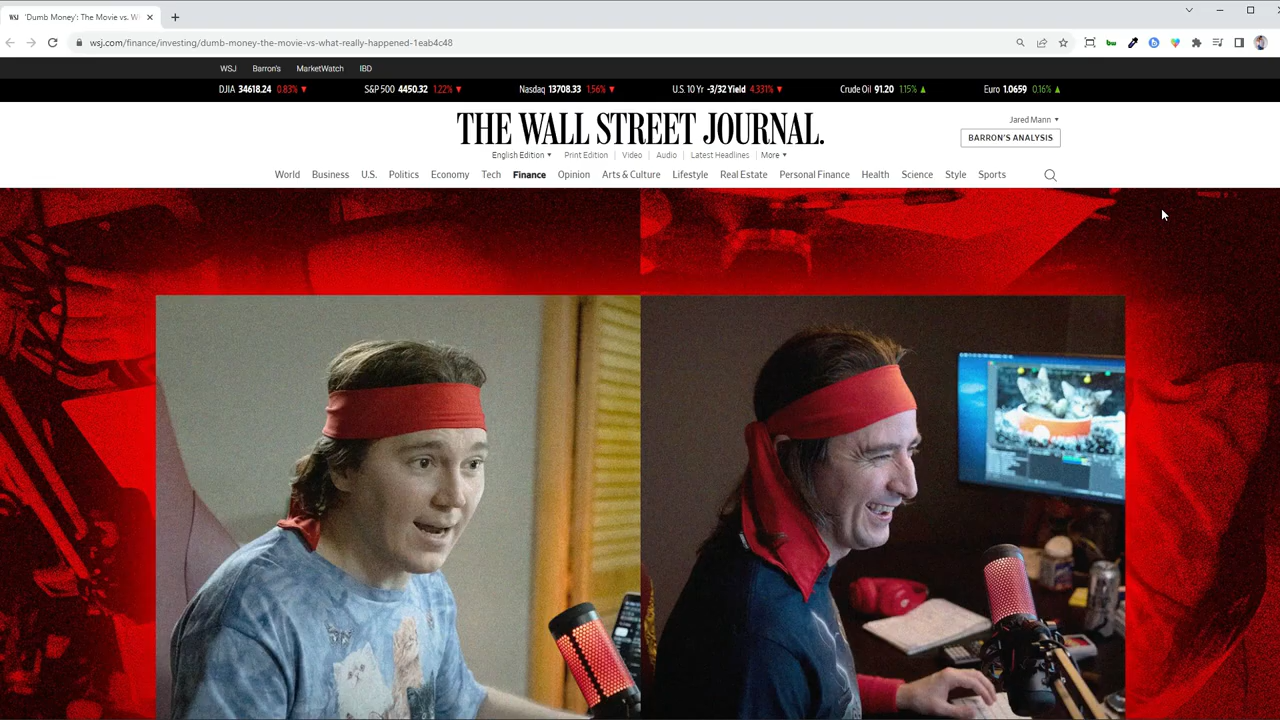 'Dumb Money': The Movie vs. W
wsj.com/finance/investing/dumb-money-the-movie-vs-what-really-happened-1eab4c48
WSJ Barron's MarketWatch IBD
DJIA 34618.24 0.83% ▼ S&P 500 4450.32 1.22% ▼ Nasdaq 13708.33 1.56% ▼ U.S. 10 Yr -3/32 Yield 4.331% ▼ Crude Oil 91.20 1.15% ▲ Euro 1.0659 0.16% ▲
THE WALL STREET JOURNAL.
Jared Mann ▼
BARRON'S ANALYSIS
English Edition ▼ Print Edition Video Audio Latest Headlines More ▼
World Business U.S. Politics Economy Tech Finance Opinion Arts & Culture Lifestyle Real Estate Personal Finance Health Science Style Sports